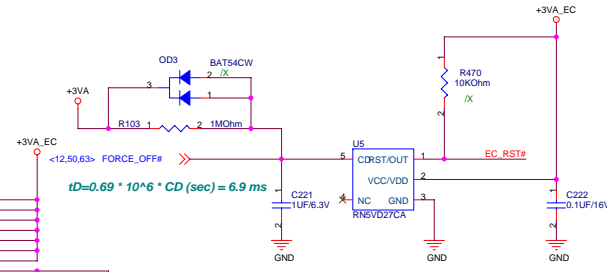 +3VA_EC
OD3
BAT54CW
/X
3
2
1
+3VA
R103 1
2 1MOhm
1
R470
10KOhm
/X
2
+3VA_EC
<12,50,63> FORCE_OFF#
U5
5 CD RST/OUT 1
EC_RST#
tD=0.69 * 10^6 * CD (sec) = 6.9 ms
VCC/VDD 2
4 NC GND 3
RN5VD27CA
1
C221
1UF/6.3V
2
1
C222
0.1UF/16V
2
GND
GND
GND